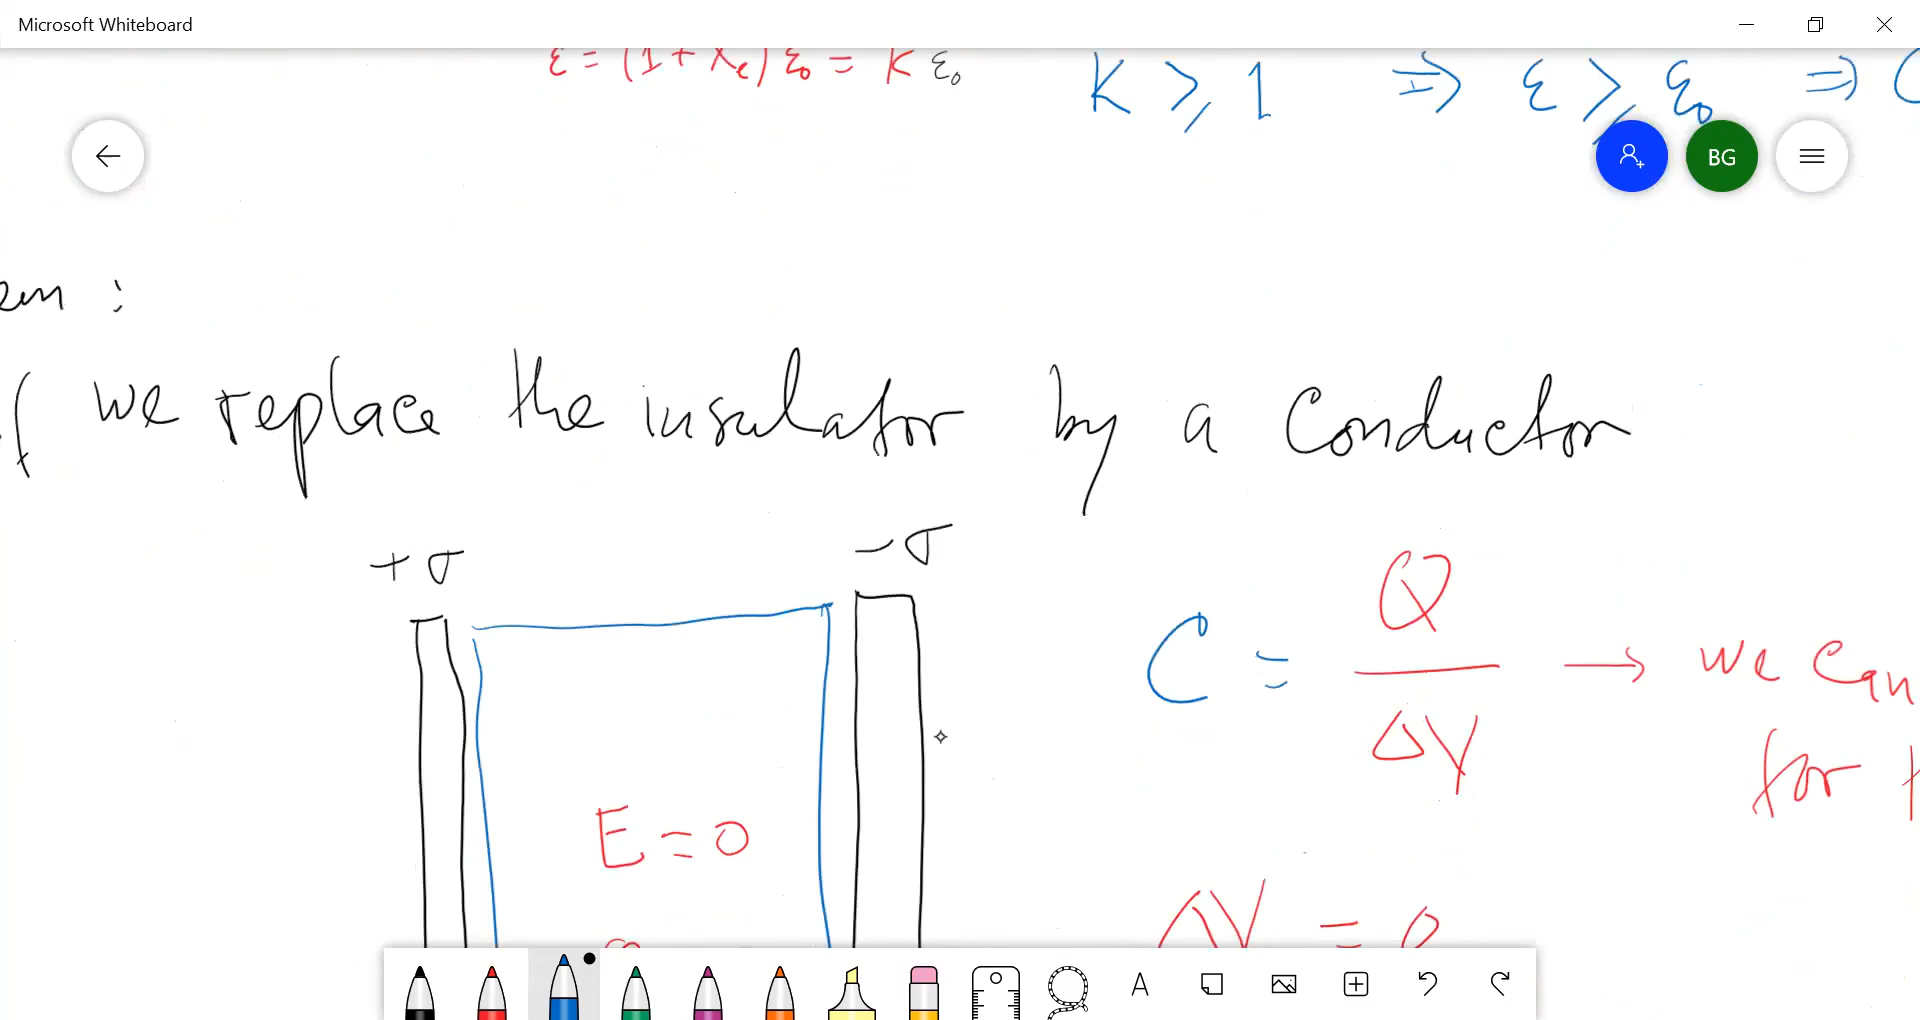 Microsoft Whiteboard
ε = (1 + χe) ε0 = K ε0
K ⩾ 1 ⇒ ε ⩾ ε0 ⇒ C
BG
em :
f we replace the insulator by a conductor
+σ
-σ
C = Q / ΔV → we can
for
E = 0
ΔV = 0
A